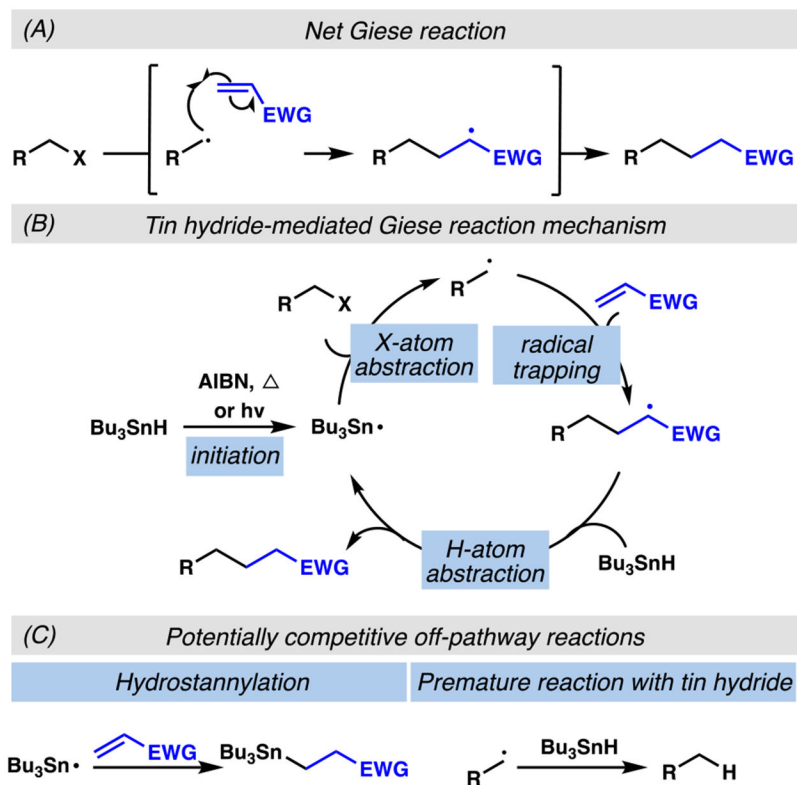 (A) Net Giese reaction
R X R EWG R EWG R EWG
(B) Tin hydride-mediated Giese reaction mechanism
R X R EWG
X-atom abstraction
radical trapping
AIBN, △
or hv
Bu₃SnH Bu₃Sn• R EWG
initiation
R EWG H-atom abstraction Bu₃SnH
(C) Potentially competitive off-pathway reactions
Hydrostannylation Premature reaction with tin hydride
Bu₃Sn• EWG Bu₃Sn EWG R Bu₃SnH R H